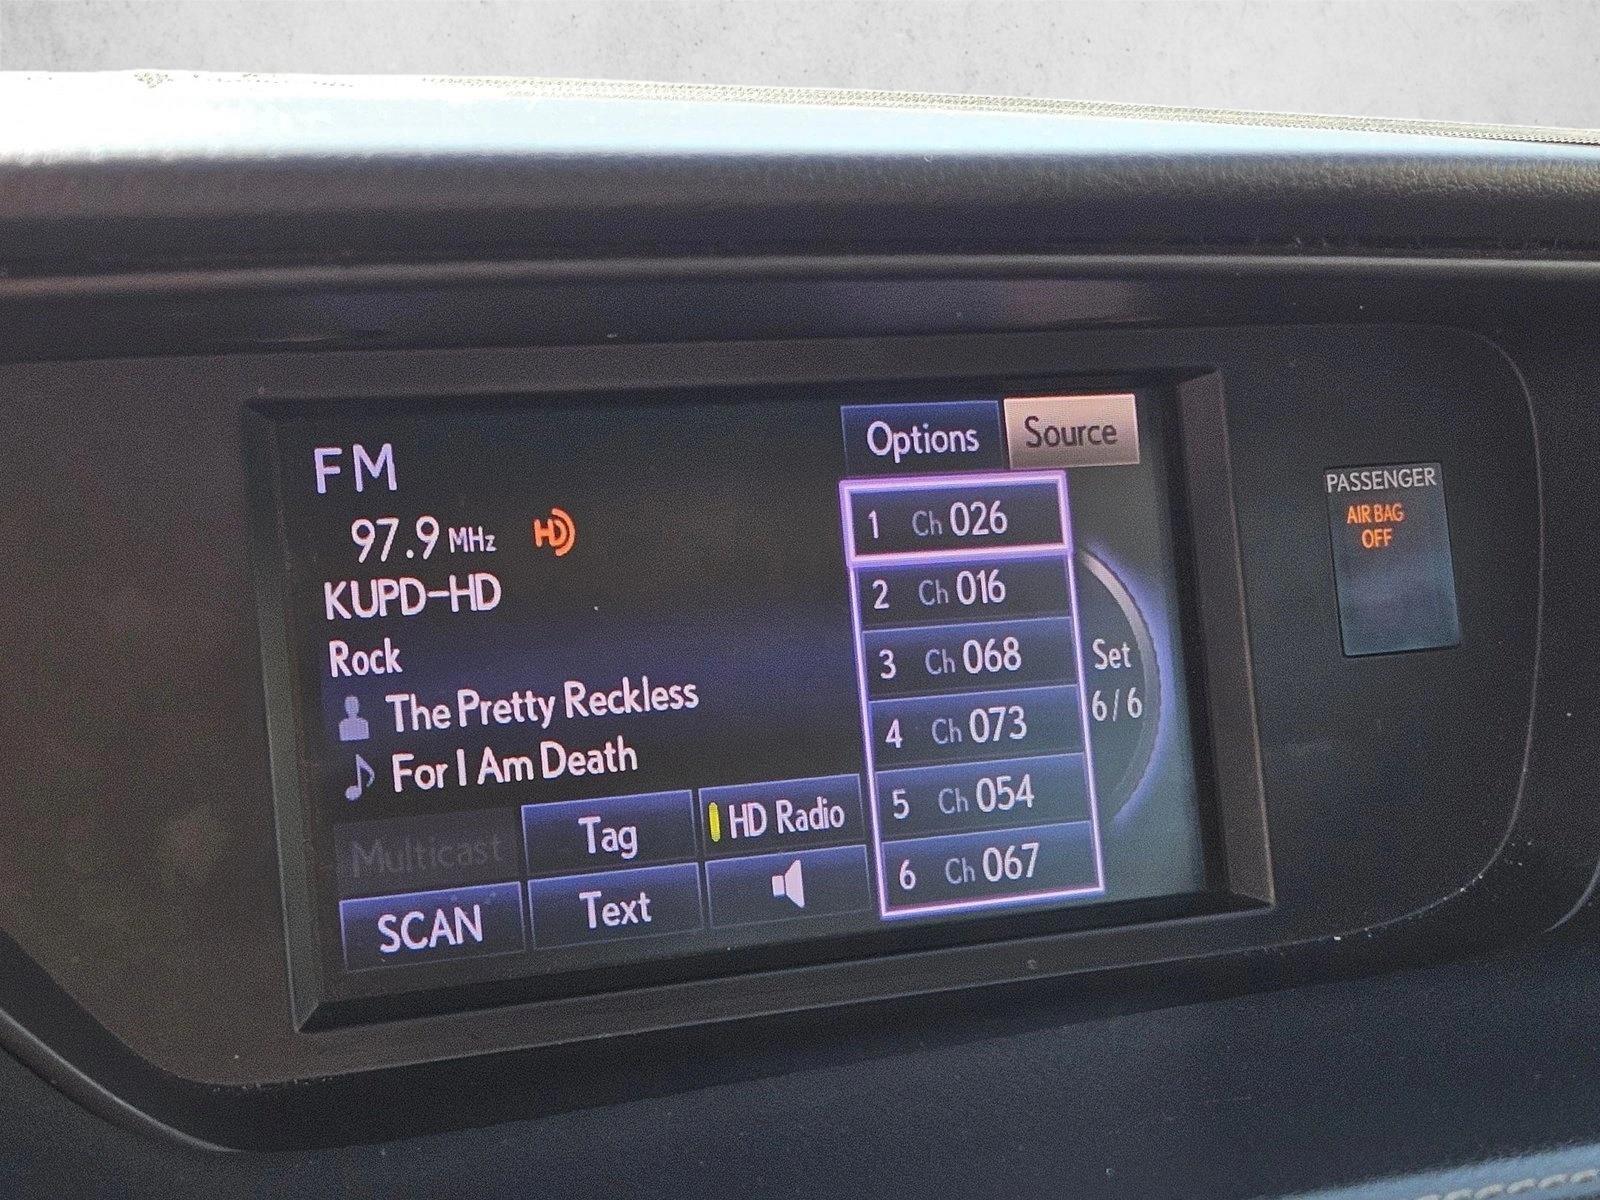 FM
97.9 MHz HD
KUPD-HD
Rock
The Pretty Reckless
For I Am Death
Multicast
Tag
HD Radio
SCAN
Text
Options
Source
1 Ch 026
2 Ch 016
3 Ch 068
4 Ch 073
5 Ch 054
6 Ch 067
Set
6/6
PASSENGER
AIR BAG
OFF